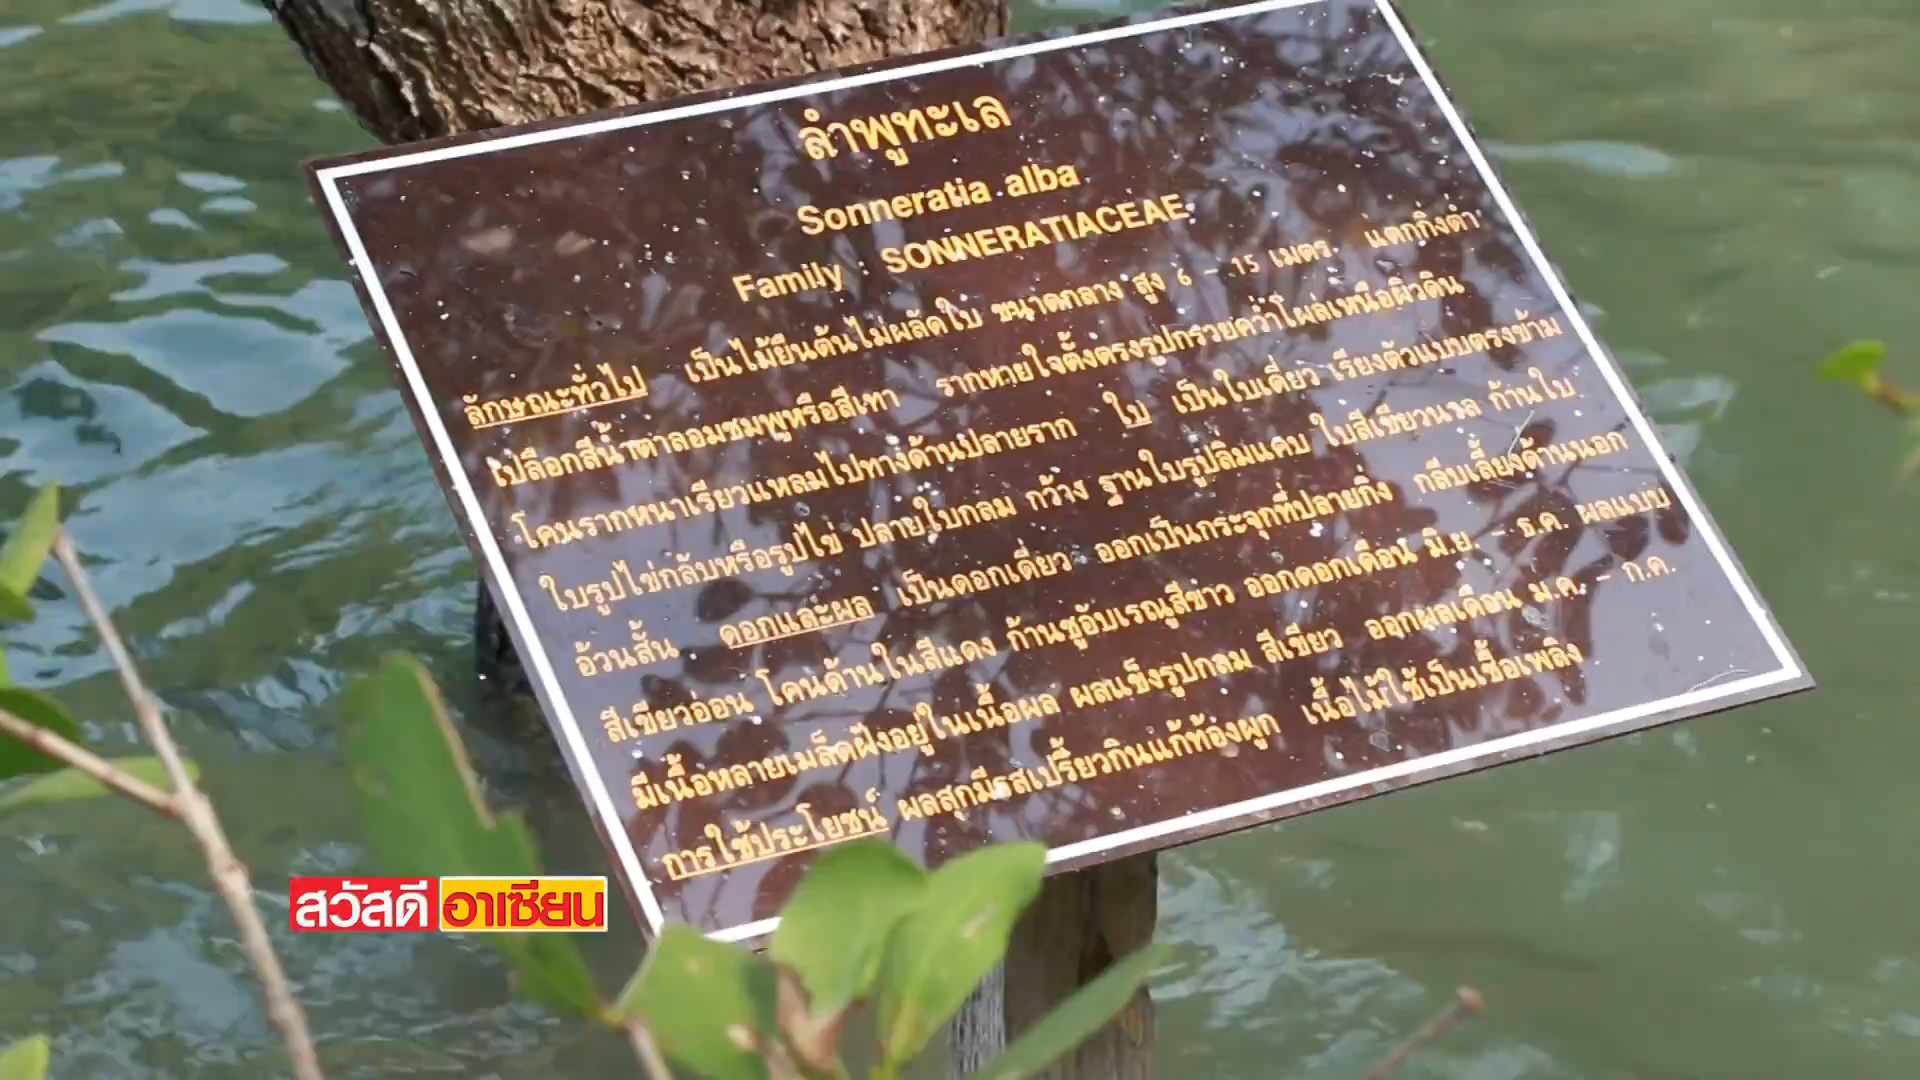 ลำพูทะเล
Sonneratia alba
Family : SONNERATIACEAE
ลักษณะทั่วไป เป็นไม้ยืนต้นไม่ผลัดใบ ขนาดกลาง สูง 6 - 15 เมตร. แตกกิ่งต่ำ
เปลือกสีน้ำตาลอมชมพูหรือสีเทา รากหายใจตั้งตรงรูปกรวยคว่ำโผล่เหนือผิวดิน
โคนรากหนาเรียวแหลมไปทางด้านปลายราก ใบ เป็นใบเดี่ยว เรียงตัวแบบตรงข้าม
ใบรูปไข่กลับหรือรูปไข่ ปลายใบกลม กว้าง ฐานใบรูปลิ่มแคบ ใบสีเขียวนวล ก้านใบ
อ้วนสั้น . ดอกและผล เป็นดอกเดี่ยว ออกเป็นกระจุกที่ปลายกิ่ง กลีบเลี้ยงด้านนอก
สีเขียวอ่อน โคนด้านในสีแดง ก้านชูอับเรณูสีขาว ออกดอกเดือน มิ.ย. - ธ.ค. ผลแบบ
มีเนื้อหลายเมล็ดฝังอยู่ในเนื้อผล ผลแข็งรูปกลม สีเขียว ออกผลเดือน ม.ค. - ก.ค.
การใช้ประโยชน์ ผลสุกมีรสเปรี้ยวกินแก้ท้องผูก เนื้อไม้ใช้เป็นเชื้อเพลิง
สวัสดี อาเซียน